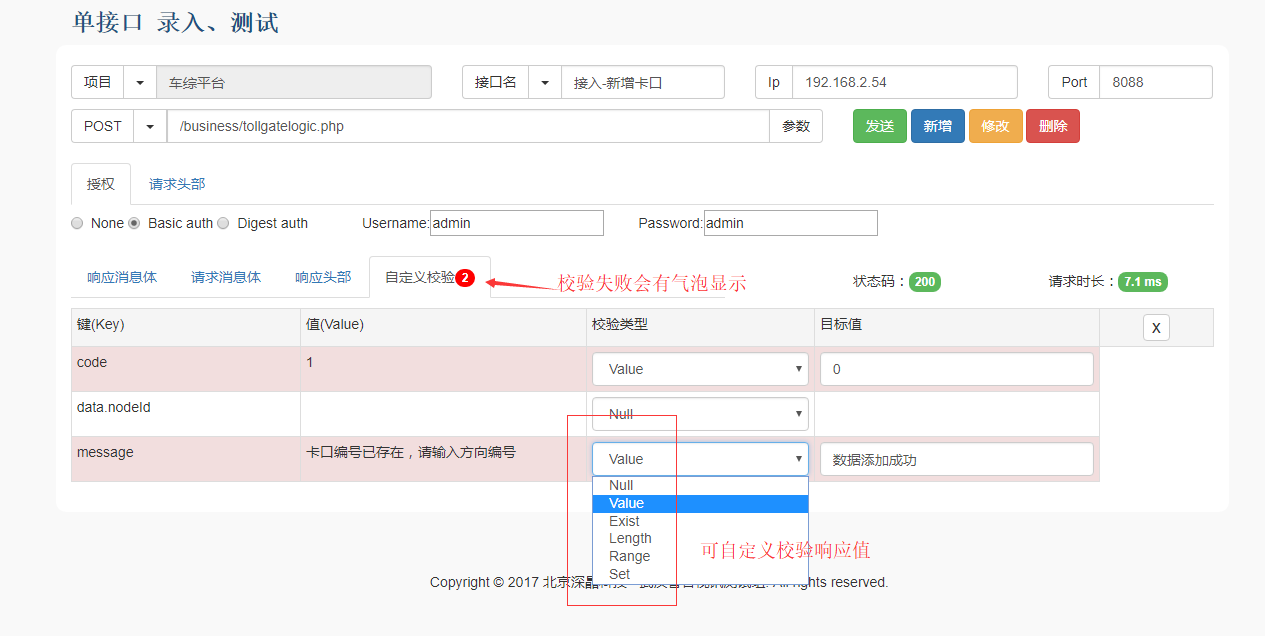 单接口 录入、测试
项目 车综平台 接口名 接入-新增卡口 Ip 192.168.2.54 Port 8088
POST /business/tollgatelogic.php 参数 发送 新增 修改 删除
授权 请求头部
None Basic auth Digest auth Username: admin Password: admin
响应消息体 请求消息体 响应头部 自定义校验 2 校验失败会有气泡显示 状态码：200 请求时长：7.1 ms
键(Key) 值(Value) 校验类型 目标值 X
code 1 Value 0
data.nodeId Null
message 卡口编号已存在，请输入方向编号 Value 数据添加成功
Null
Value
Exist
Length
Range
Set
可自定义校验响应值
Copyright © 2017 北京深 All rights reserved.